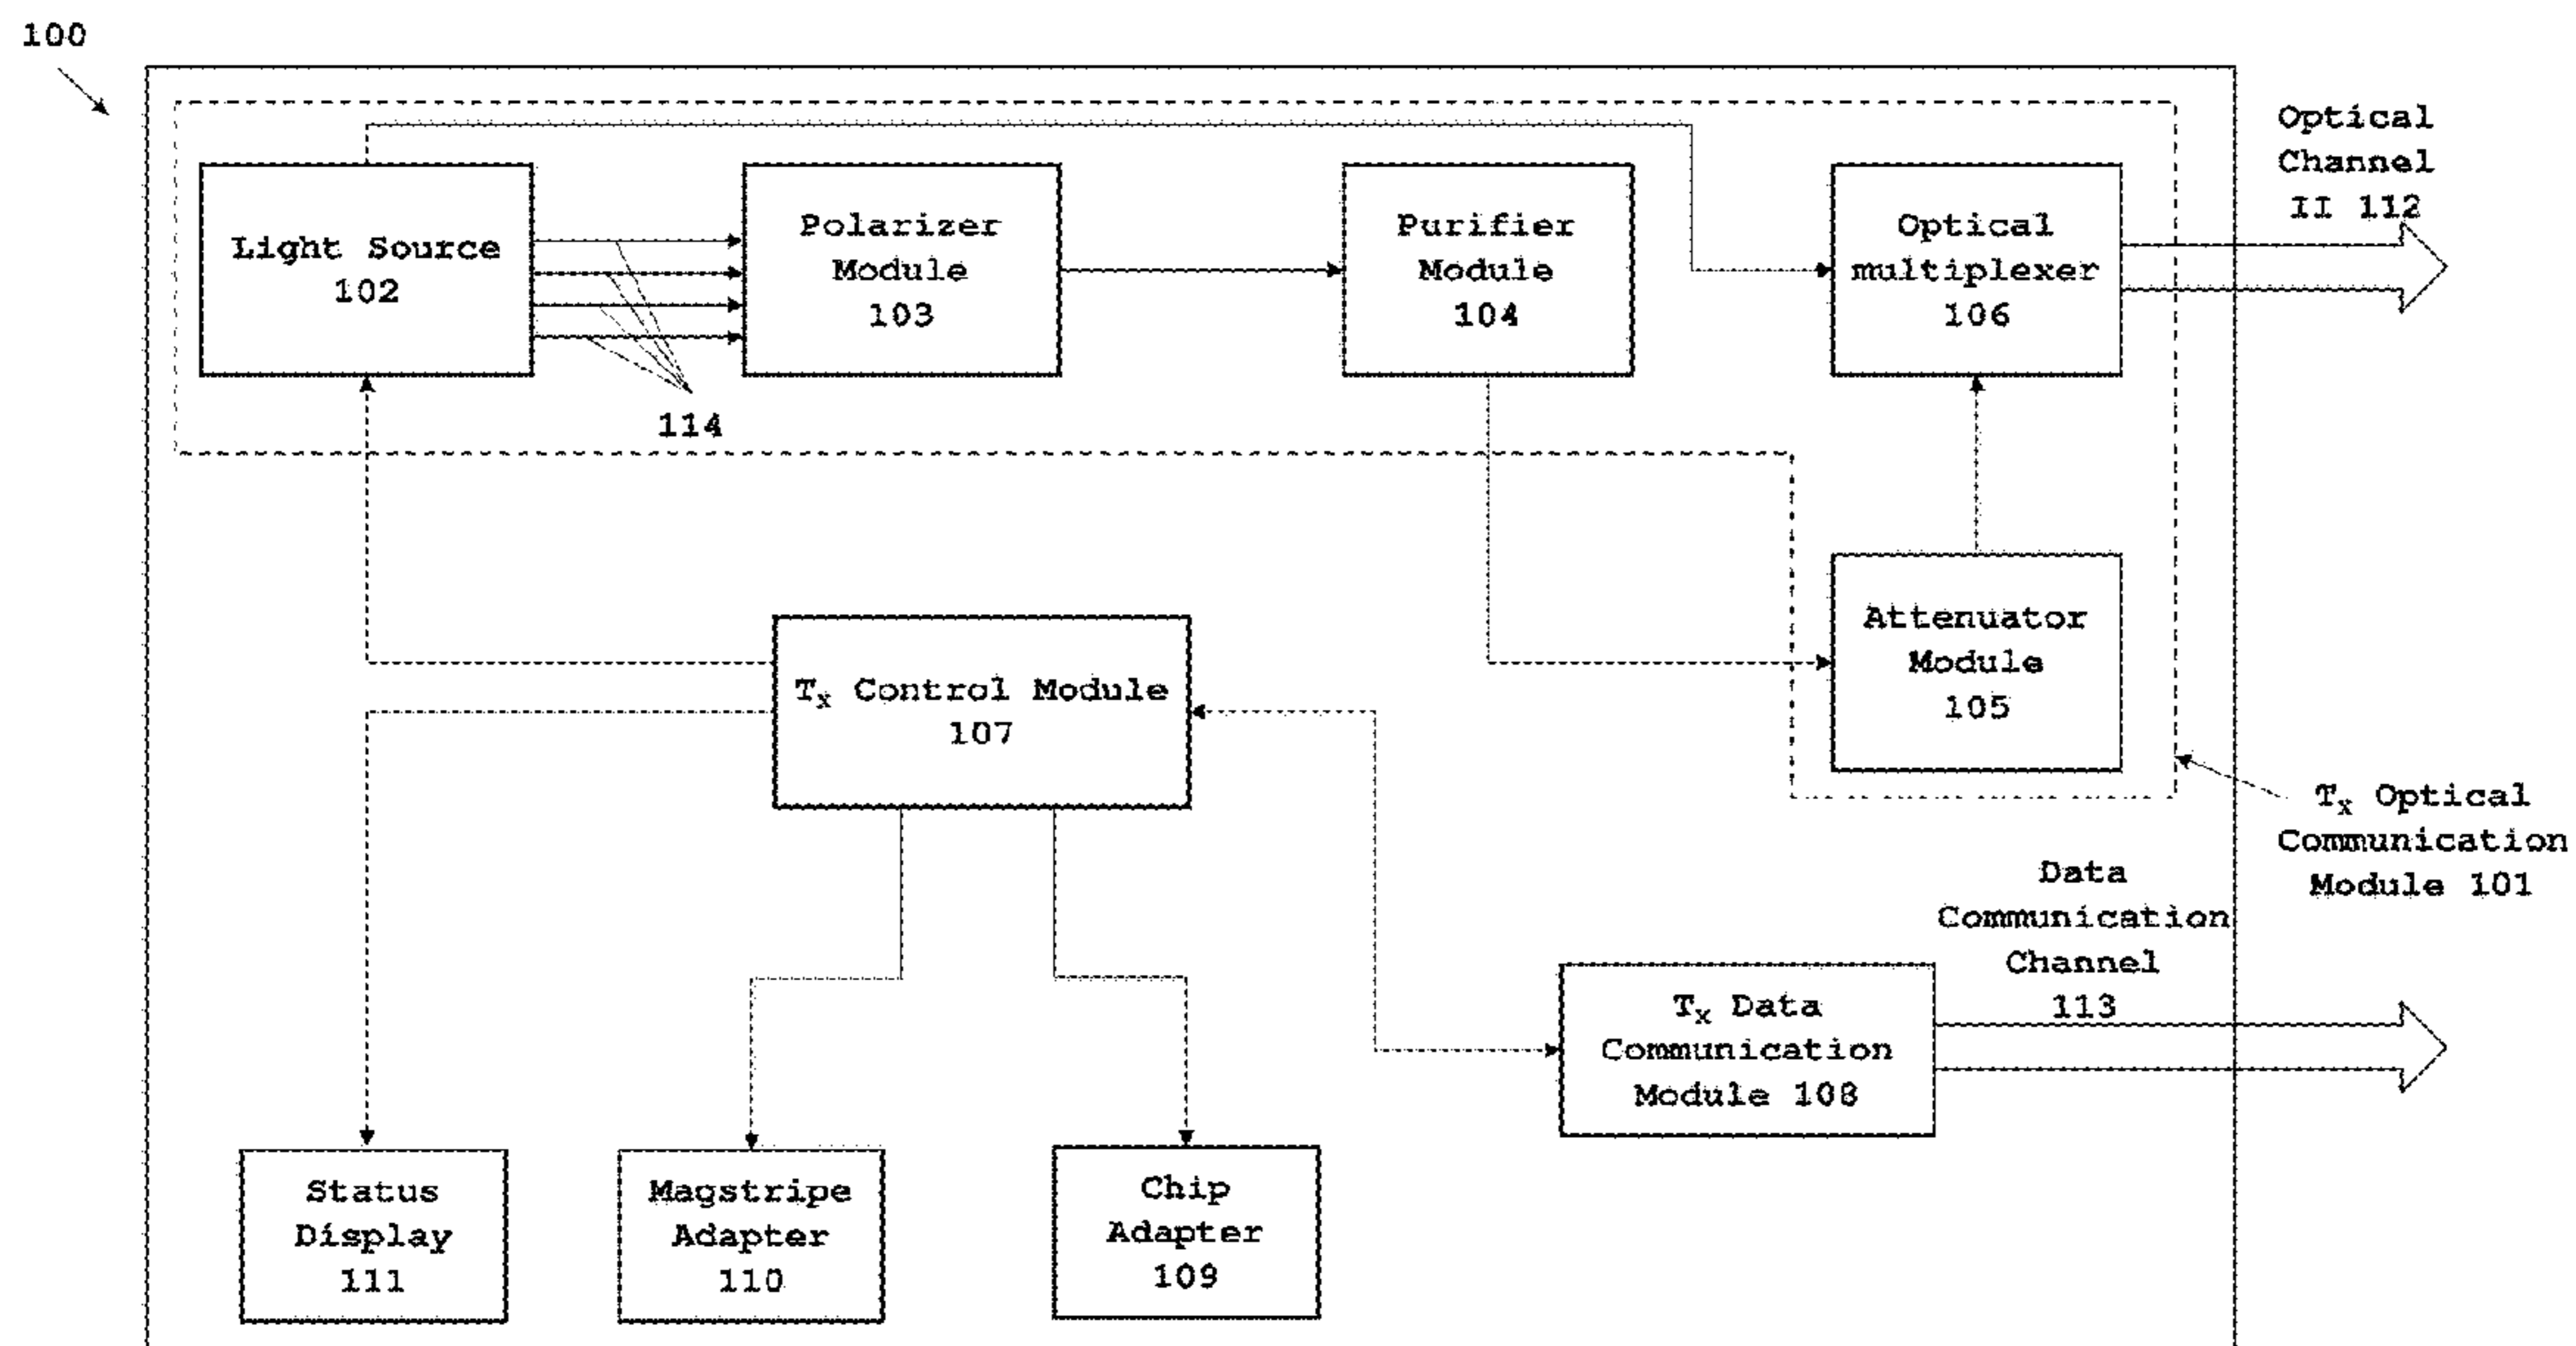 100
Optical
Channel
II 112
Light Source
102
Polarizer
Module
103
Purifier
Module
104
Optical
multiplexer
106
114
Tx Control Module
107
Attenuator
Module
105
Tx Optical
Communication
Module 101
Data
Communication
Channel
113
Tx Data
Communication
Module 108
Status
Display
111
Magstripe
Adapter
110
Chip
Adapter
109